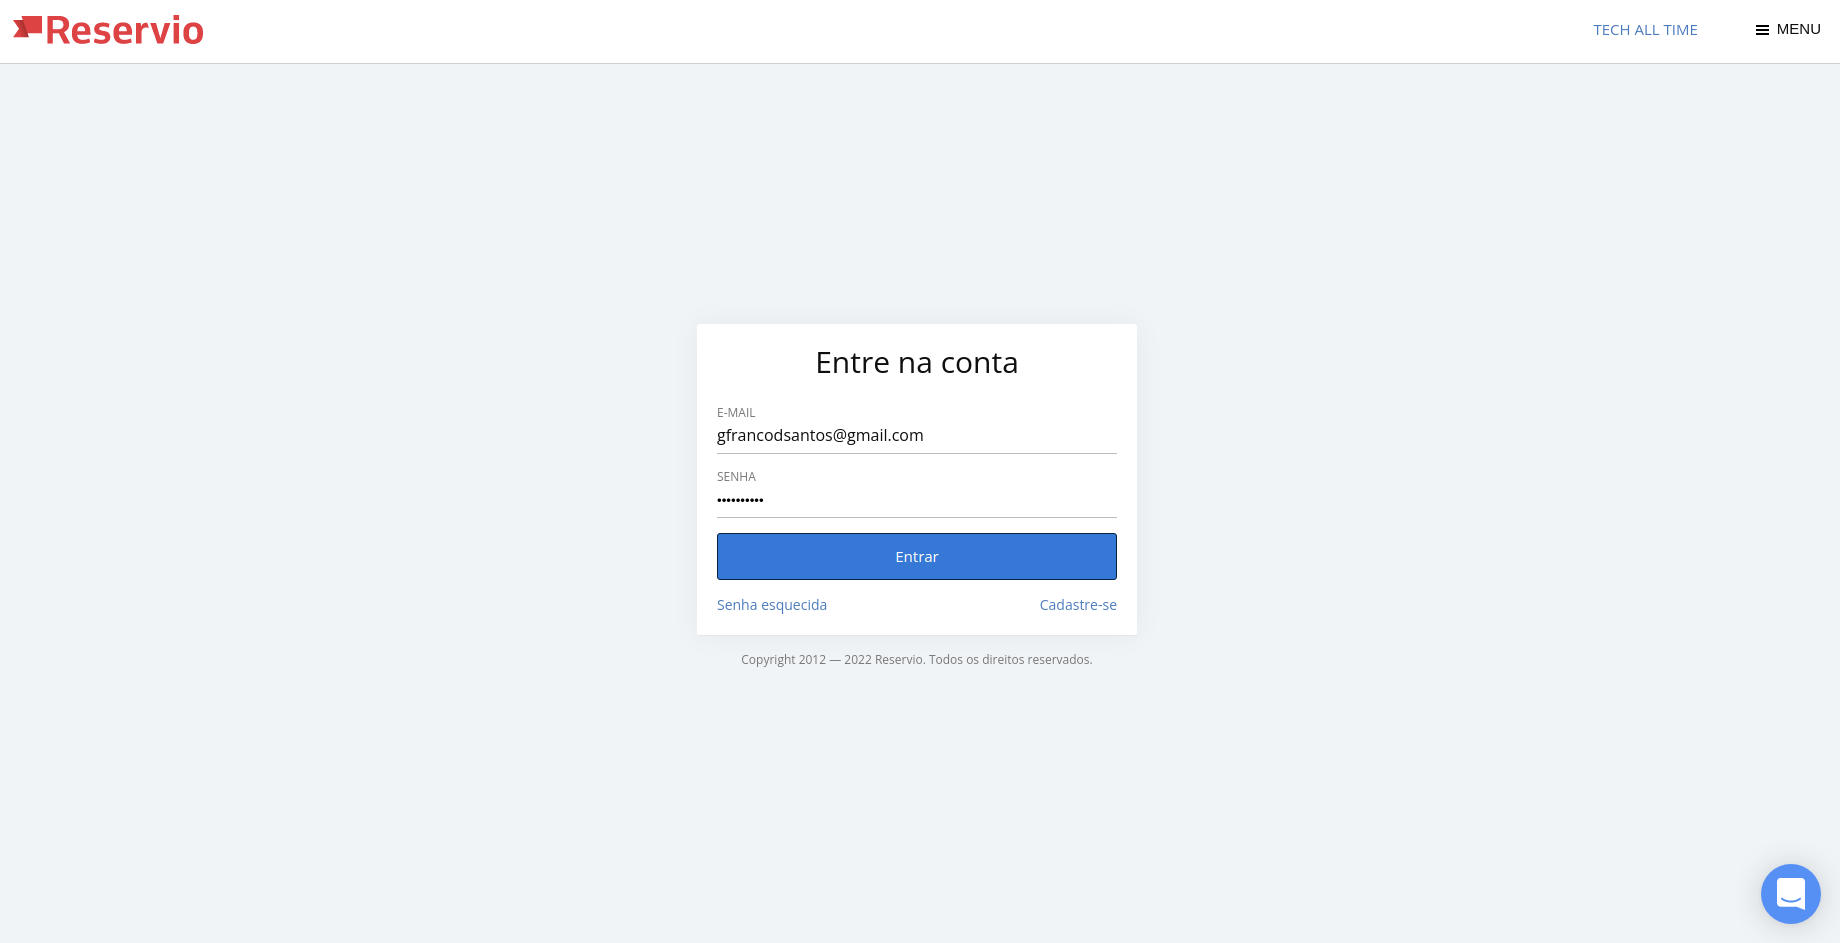 Reservio
TECH ALL TIME
MENU
Entre na conta
E-MAIL
gfrancodsantos@gmail.com
SENHA
••••••••••
Entrar
Senha esquecida
Cadastre-se
Copyright 2012 — 2022 Reservio. Todos os direitos reservados.